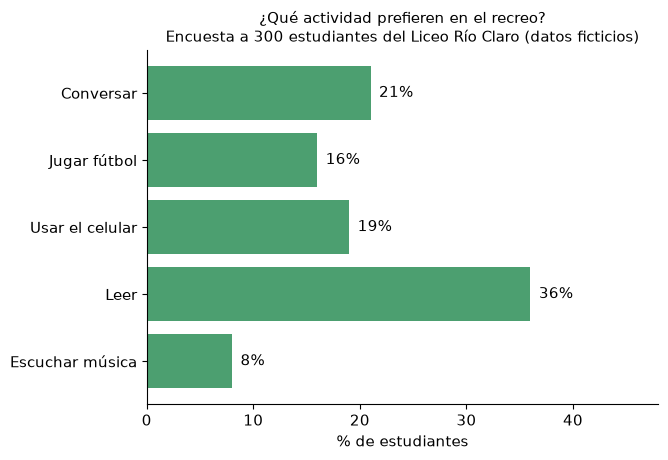 ¿Qué actividad prefieren en el recreo?
Encuesta a 300 estudiantes del Liceo Río Claro (datos ficticios)
Conversar
21%
Jugar fútbol
16%
Usar el celular
19%
Leer
36%
Escuchar música
8%
0
10
20
30
40
% de estudiantes